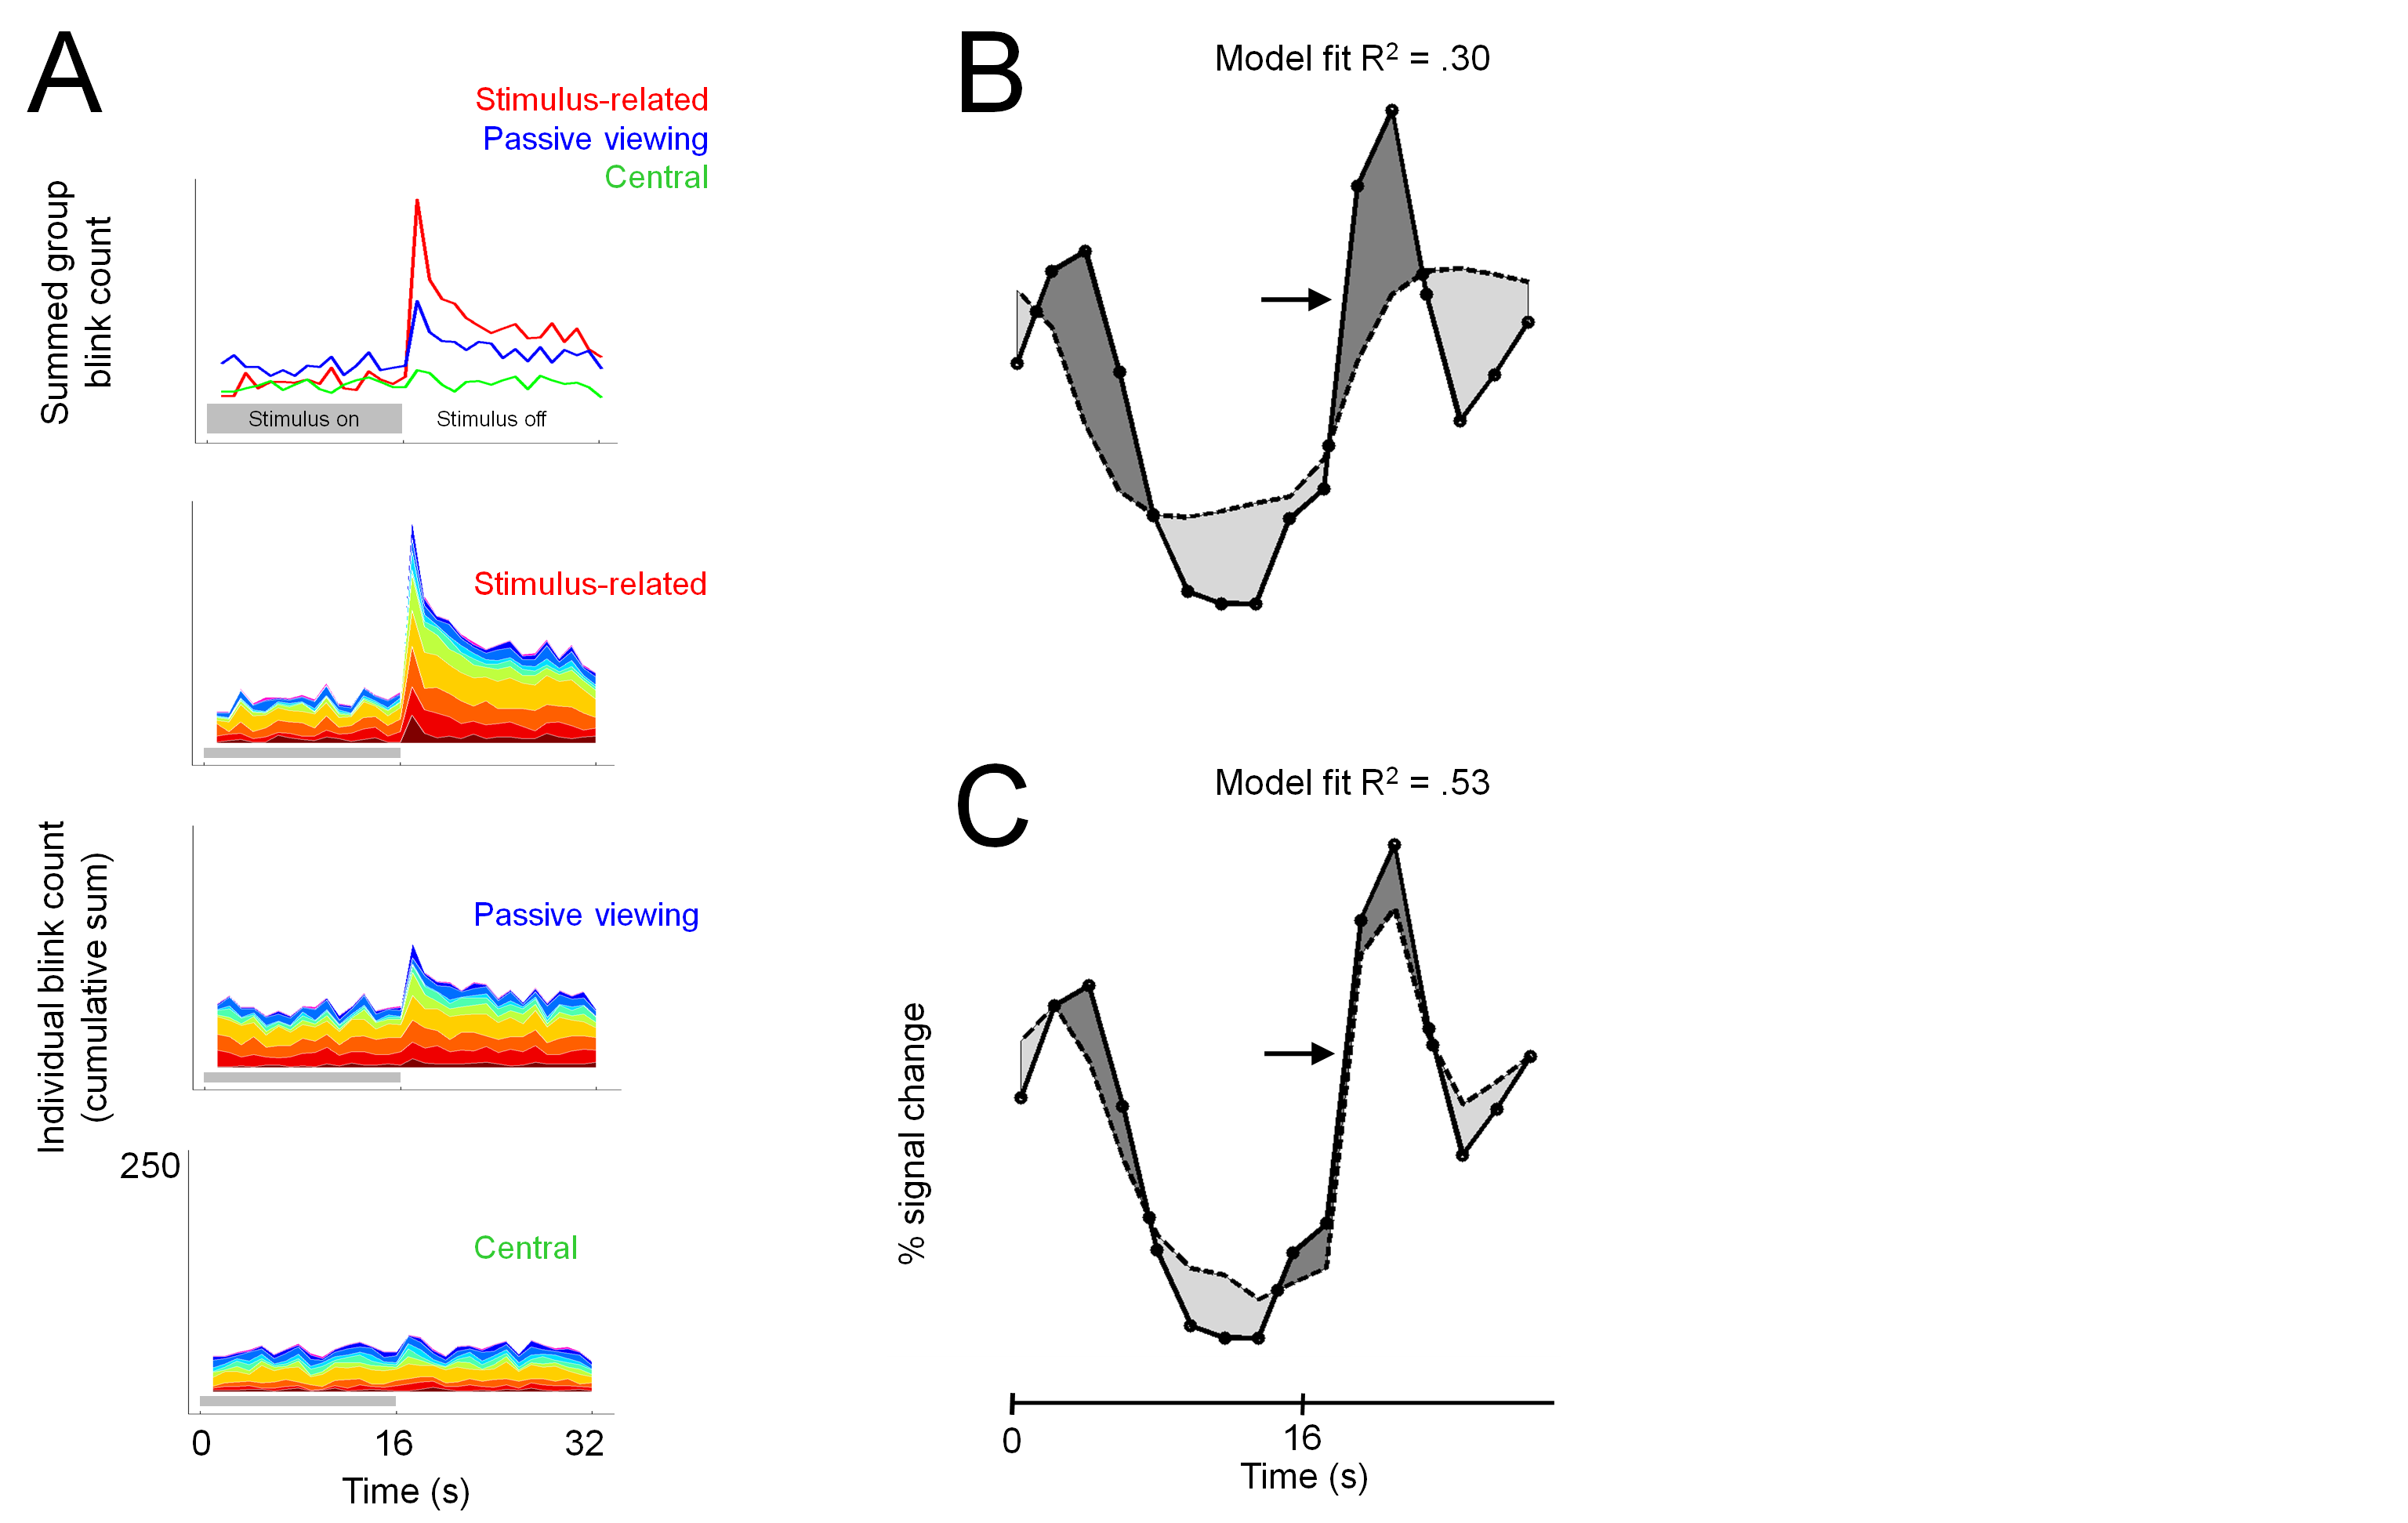 A
Stimulus-related
Passive viewing
Central
Summed group
blink count
Stimulus on
Stimulus off
Stimulus-related
Individual blink count
(cumulative sum)
Passive viewing
250
Central
0 16 32
Time (s)
B
Model fit R² = .30
C
Model fit R² = .53
% signal change
0 16
Time (s)